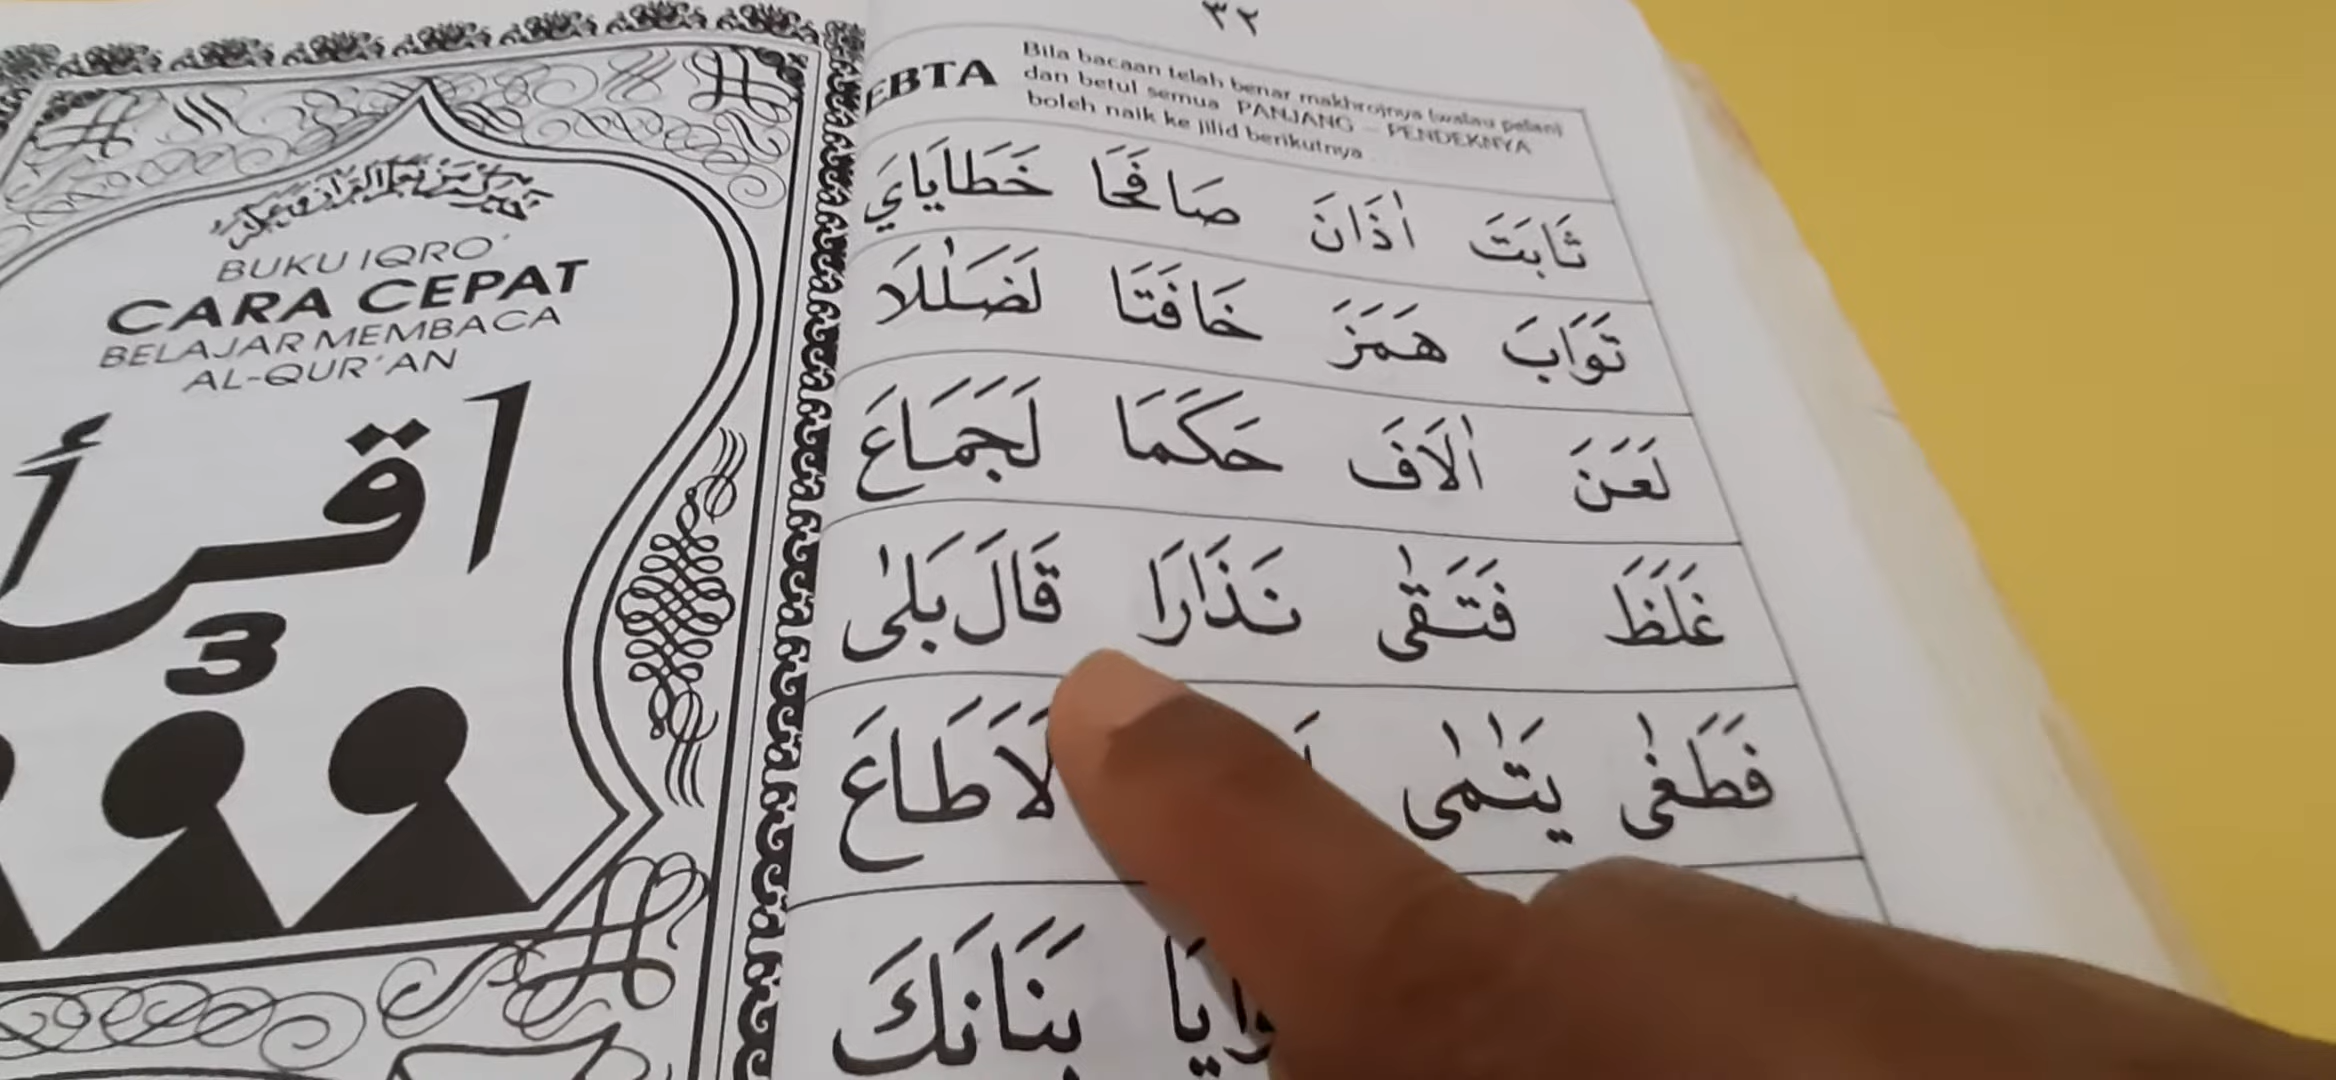 BUKU IQRO'
CARA CEPAT
BELAJAR MEMBACA
AL-QUR'AN
اقرأ
3
٣٢
EBTA
Bila bacaan telah benar makhrojnya (walau pelan)
dan betul semua PANJANG – PENDEKNYA
boleh naik ke jilid berikutnya
ثَابَتَ اٰذَانَ صَافَحَا خَطَايَايَ
تَوَابَ هَمَزَ خَافَتَا لَضَلٰلَا
لَعَنَ اٰلَافَ حَكَمَا لَجَمَاعَ
غَلَظَ فَتَقٰى نَذَارَا قَالَ بَلٰى
فَطَغٰى يَتٰمٰى لَاطَاعَ
بَنَانَكَ